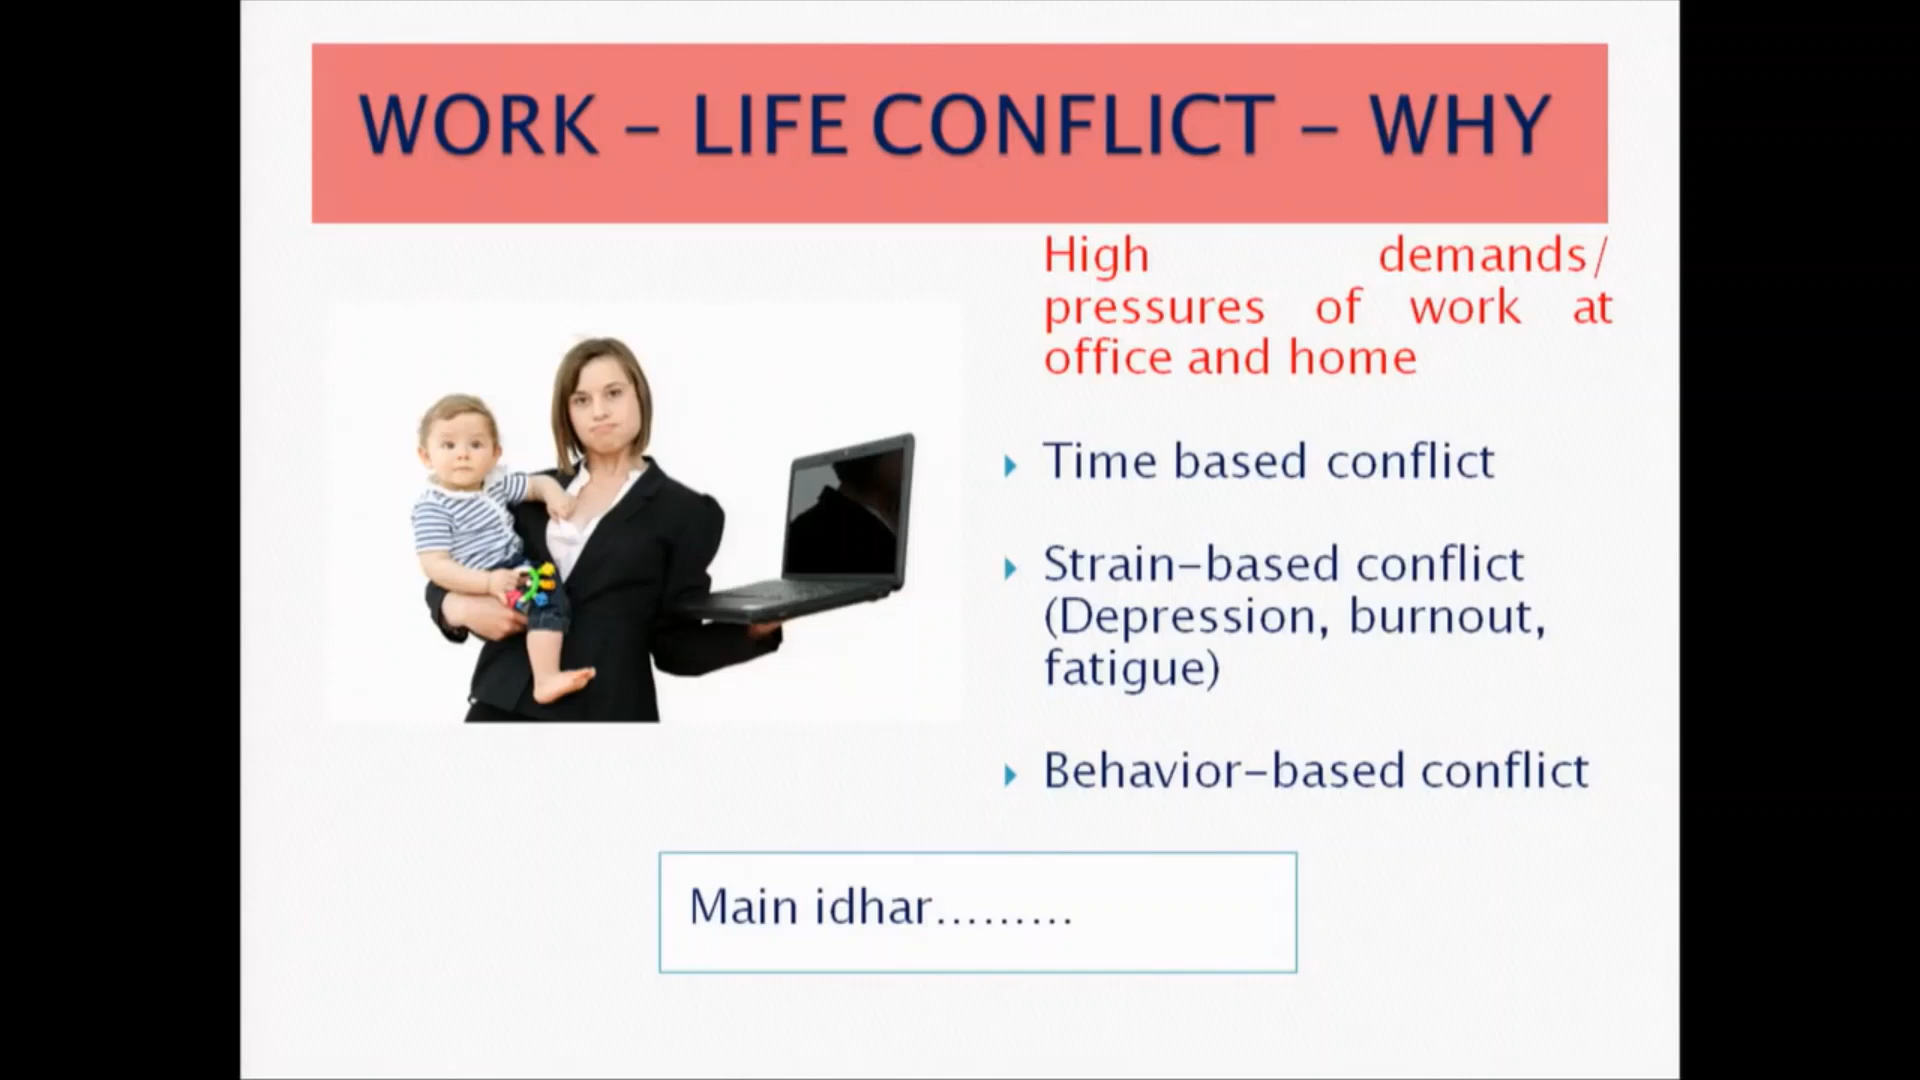 WORK – LIFE CONFLICT – WHY
High demands/
pressures of work at
office and home
Time based conflict
Strain-based conflict
(Depression, burnout,
fatigue)
Behavior-based conflict
Main idhar.........